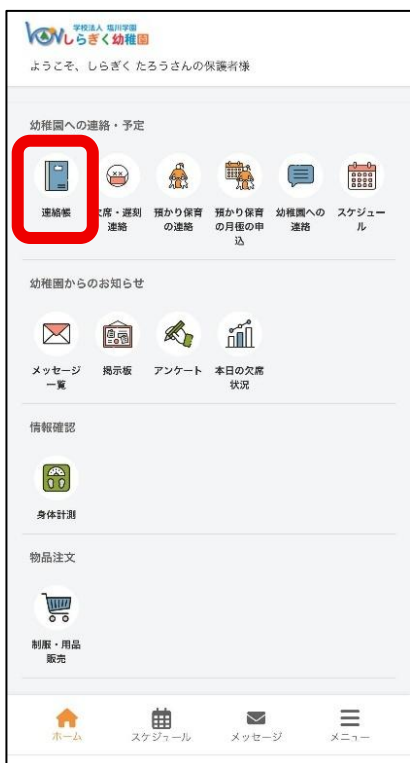 学校法人 塩川学園
しらぎく幼稚園
ようこそ、しらぎく たろうさんの保護者様
幼稚園への連絡・予定
連絡帳
欠席・遅刻
連絡
預かり保育
の連絡
預かり保育
の月極の申
込
幼稚園への
連絡
スケジュー
ル
幼稚園からのお知らせ
メッセージ
一覧
掲示板
アンケート
本日の欠席
状況
情報確認
身体計測
物品注文
制服・用品
販売
ホーム
スケジュール
メッセージ
メニュー